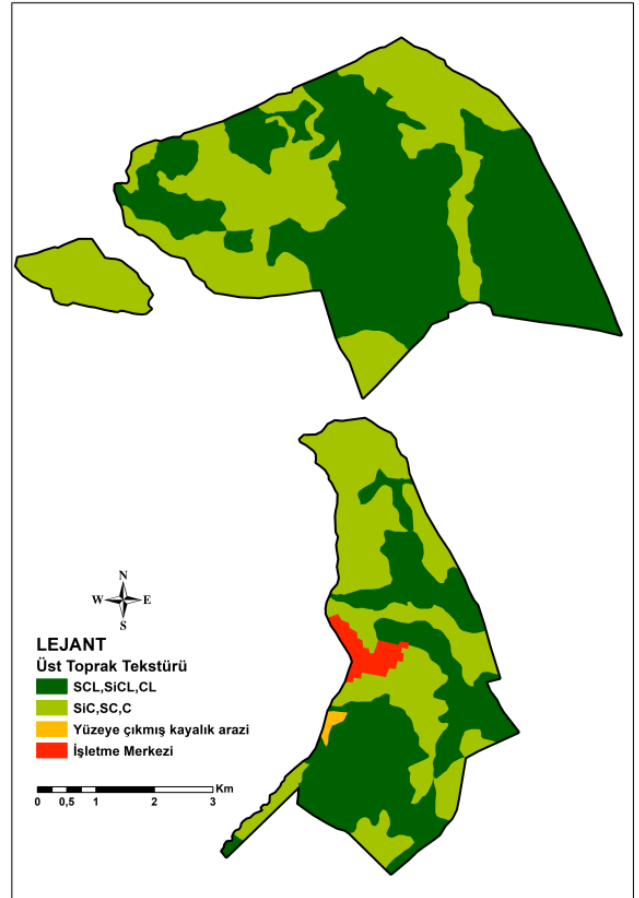 N
W E
S
LEJANT
Üst Toprak Tekstürü
SCL,SiCL,CL
SiC,SC,C
Yüzeye çıkmış kayalık arazi
İşletme Merkezi
Km
0 0,5 1 2 3